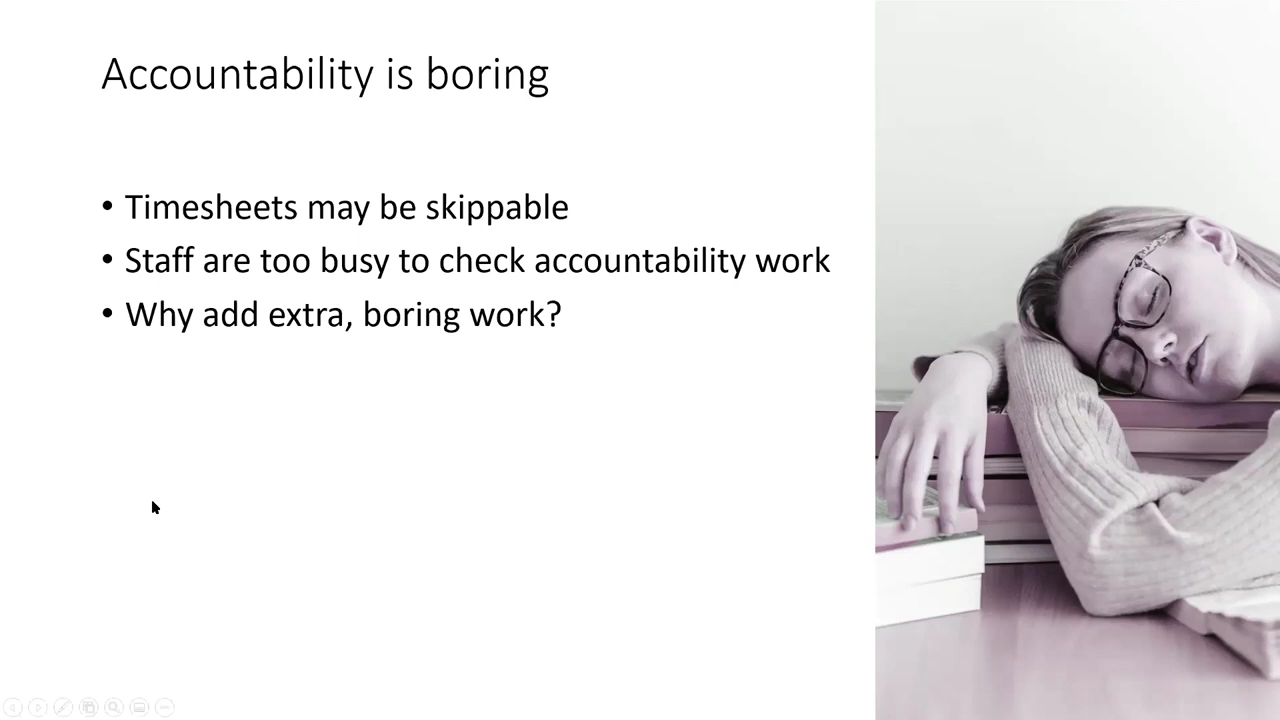 Accountability is boring
• Timesheets may be skippable
• Staff are too busy to check accountability work
• Why add extra, boring work?